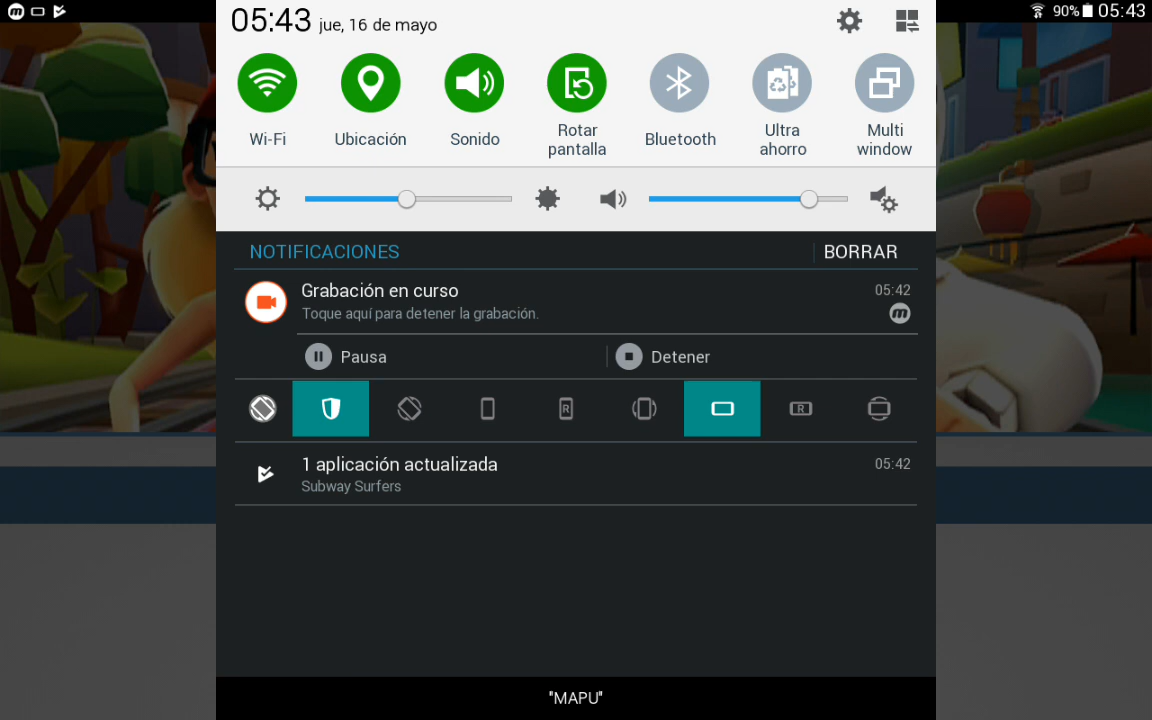 90% 05:43
05:43 jue, 16 de mayo
Wi-Fi
Ubicación
Sonido
Rotar
pantalla
Bluetooth
Ultra
ahorro
Multi
window
NOTIFICACIONES
BORRAR
Grabación en curso
05:42
Toque aquí para detener la grabación.
Pausa
Detener
R
R
1 aplicación actualizada
05:42
Subway Surfers
"MAPU"